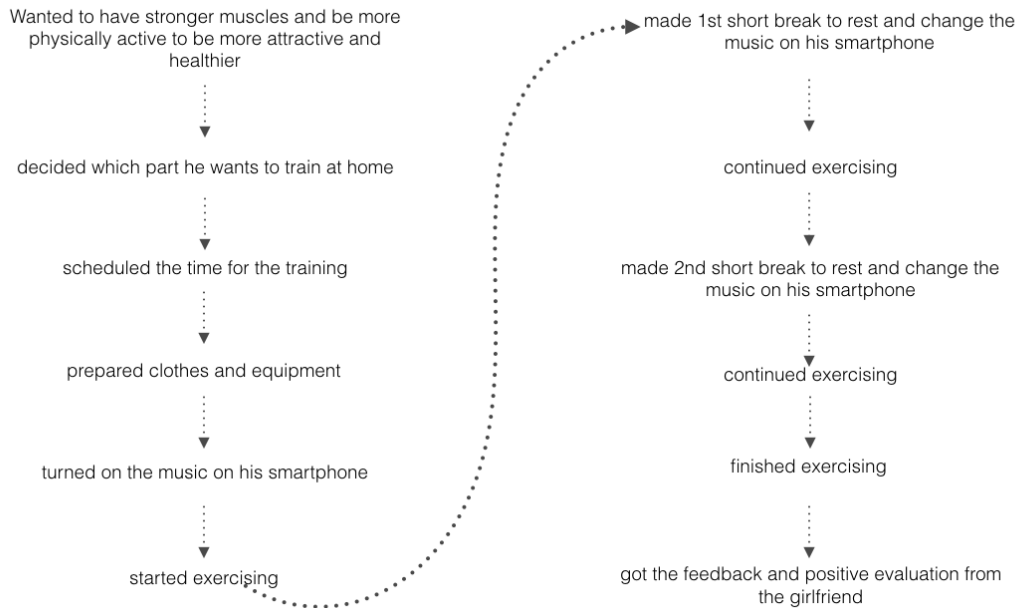 Wanted to have stronger muscles and be more
physically active to be more attractive and
healthier
decided which part he wants to train at home
scheduled the time for the training
prepared clothes and equipment
turned on the music on his smartphone
started exercising
made 1st short break to rest and change the
music on his smartphone
continued exercising
made 2nd short break to rest and change the
music on his smartphone
continued exercising
finished exercising
got the feedback and positive evaluation from
the girlfriend